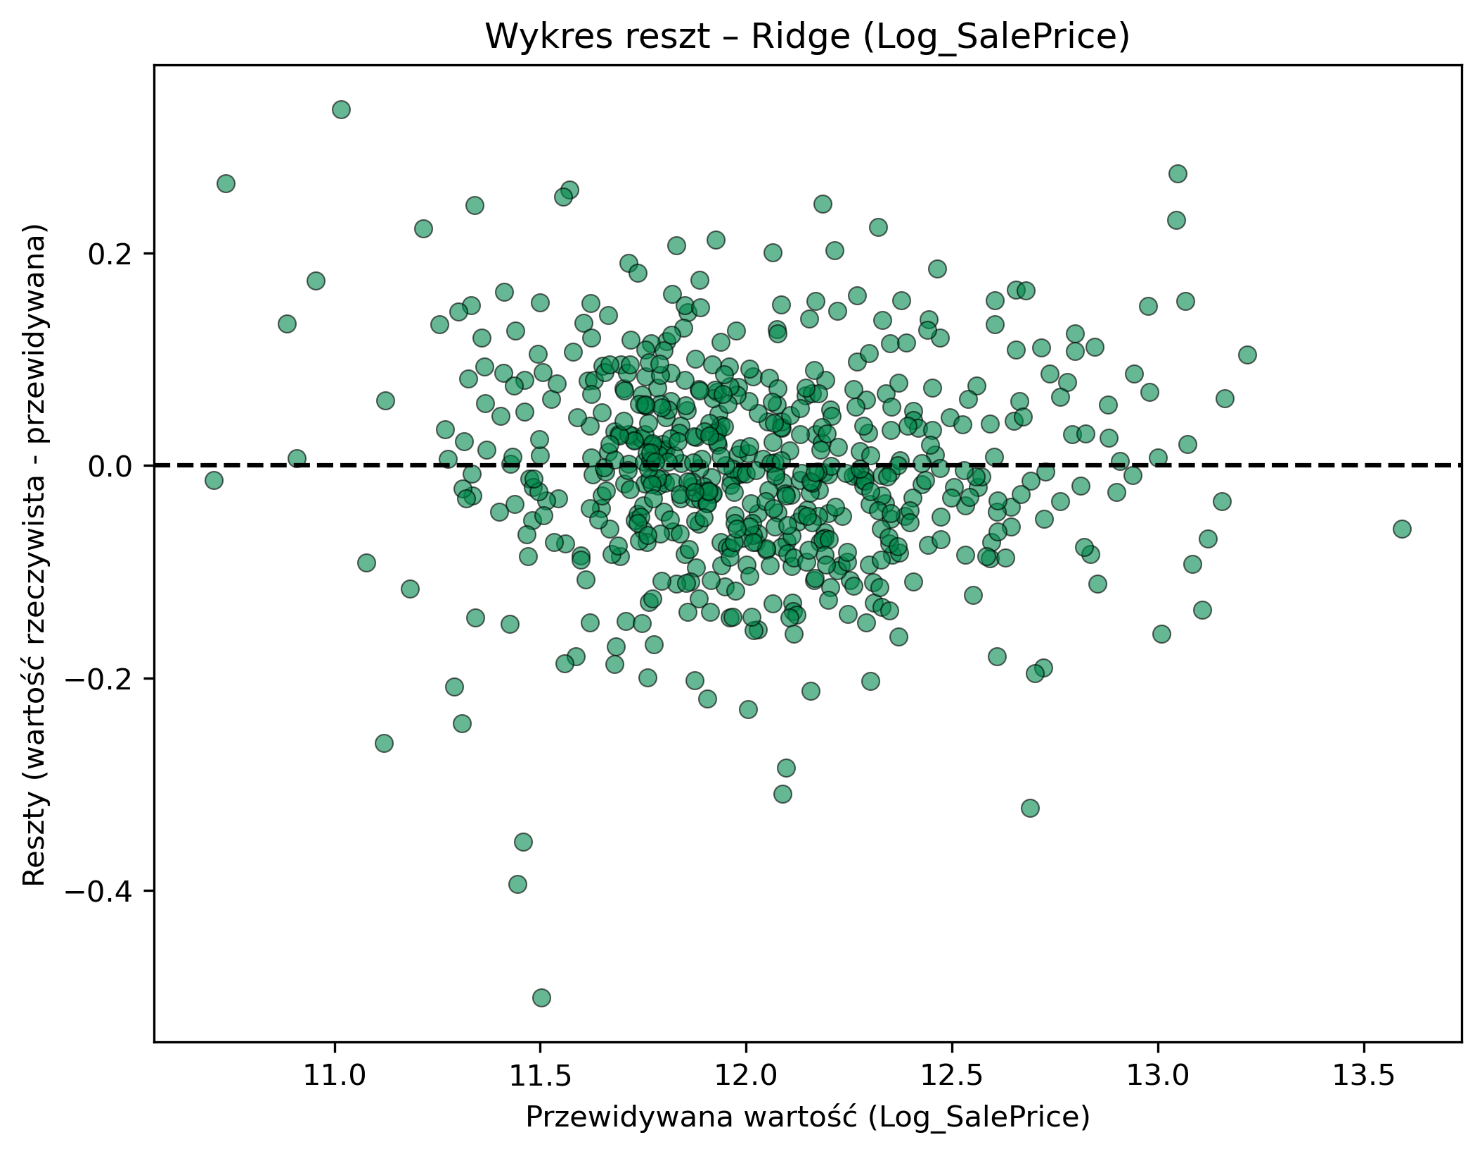 Wykres reszt – Ridge (Log_SalePrice)
Reszty (wartość rzeczywista - przewidywana)
0.2
0.0
−0.2
−0.4
11.0 11.5 12.0 12.5 13.0 13.5
Przewidywana wartość (Log_SalePrice)